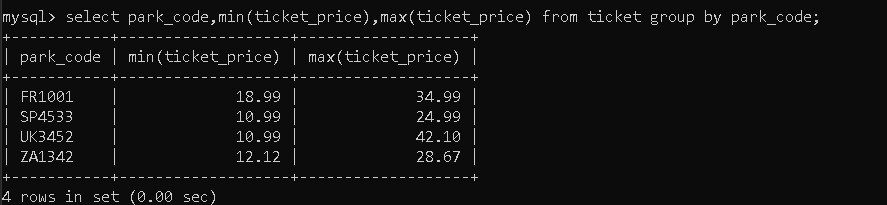 mysql> select park_code,min(ticket_price),max(ticket_price) from ticket group by park_code;
+-----------+-------------------+-------------------+
| park_code | min(ticket_price) | max(ticket_price) |
+-----------+-------------------+-------------------+
| FR1001    |             18.99 |             34.99 |
| SP4533    |             10.99 |             24.99 |
| UK3452    |             10.99 |             42.10 |
| ZA1342    |             12.12 |             28.67 |
+-----------+-------------------+-------------------+
4 rows in set (0.00 sec)